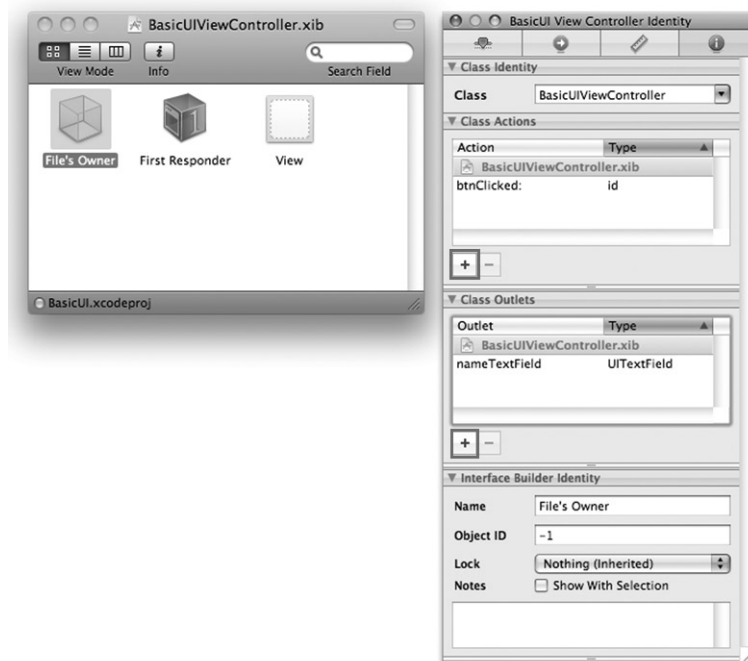 BasicUIViewController.xib
View Mode
Info
Search Field
File's Owner
First Responder
View
BasicUI.xcodeproj
BasicUI View Controller Identity
Class Identity
Class
BasicUIViewController
Class Actions
Action
Type
BasicUIViewController.xib
btnClicked:
id
+
-
Class Outlets
Outlet
Type
BasicUIViewController.xib
nameTextField
UITextField
+
-
Interface Builder Identity
Name
File's Owner
Object ID
-1
Lock
Nothing (Inherited)
Notes
Show With Selection